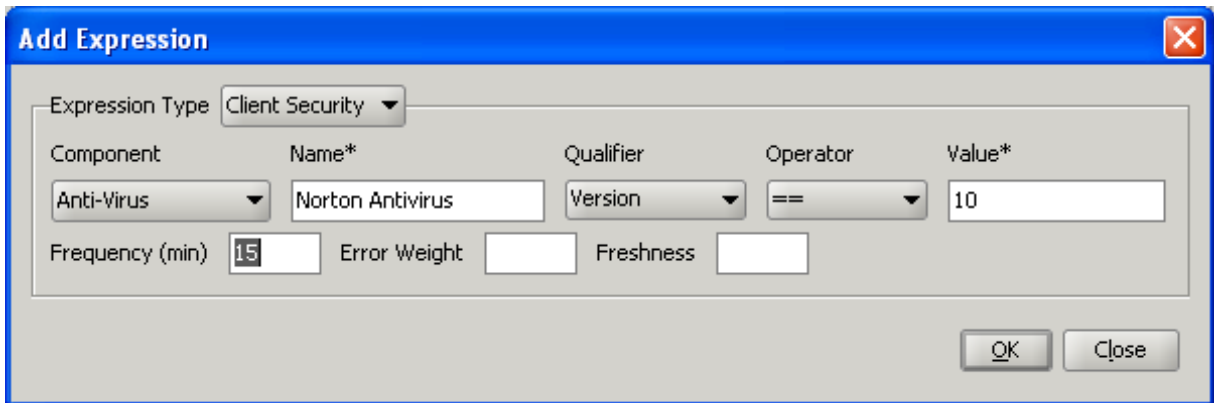 Add Expression
Expression Type Client Security
Component Name* Qualifier Operator Value*
Anti-Virus Norton Antivirus Version == 10
Frequency (min) 15 Error Weight Freshness
OK Close